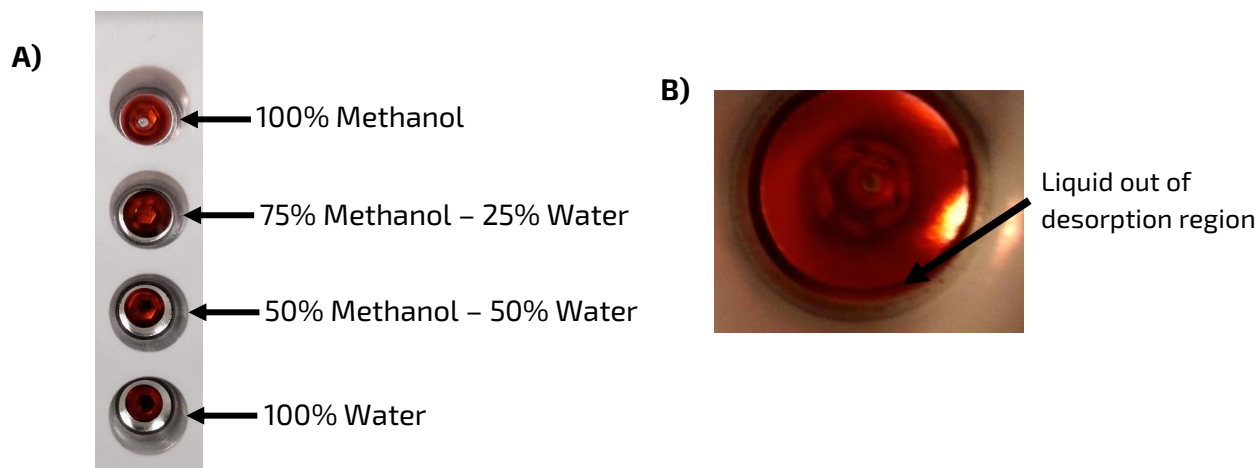 A)
100% Methanol
75% Methanol – 25% Water
50% Methanol – 50% Water
100% Water
B)
Liquid out of
desorption region